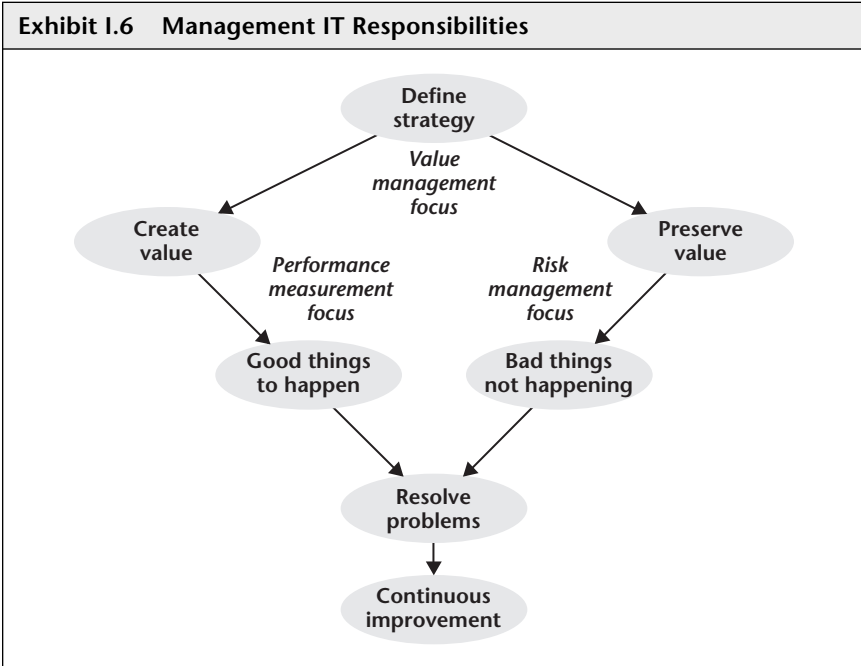 Exhibit I.6 Management IT Responsibilities
Define
strategy
Value
management
focus
Create
value
Preserve
value
Performance
measurement
focus
Risk
management
focus
Good things
to happen
Bad things
not happening
Resolve
problems
Continuous
improvement